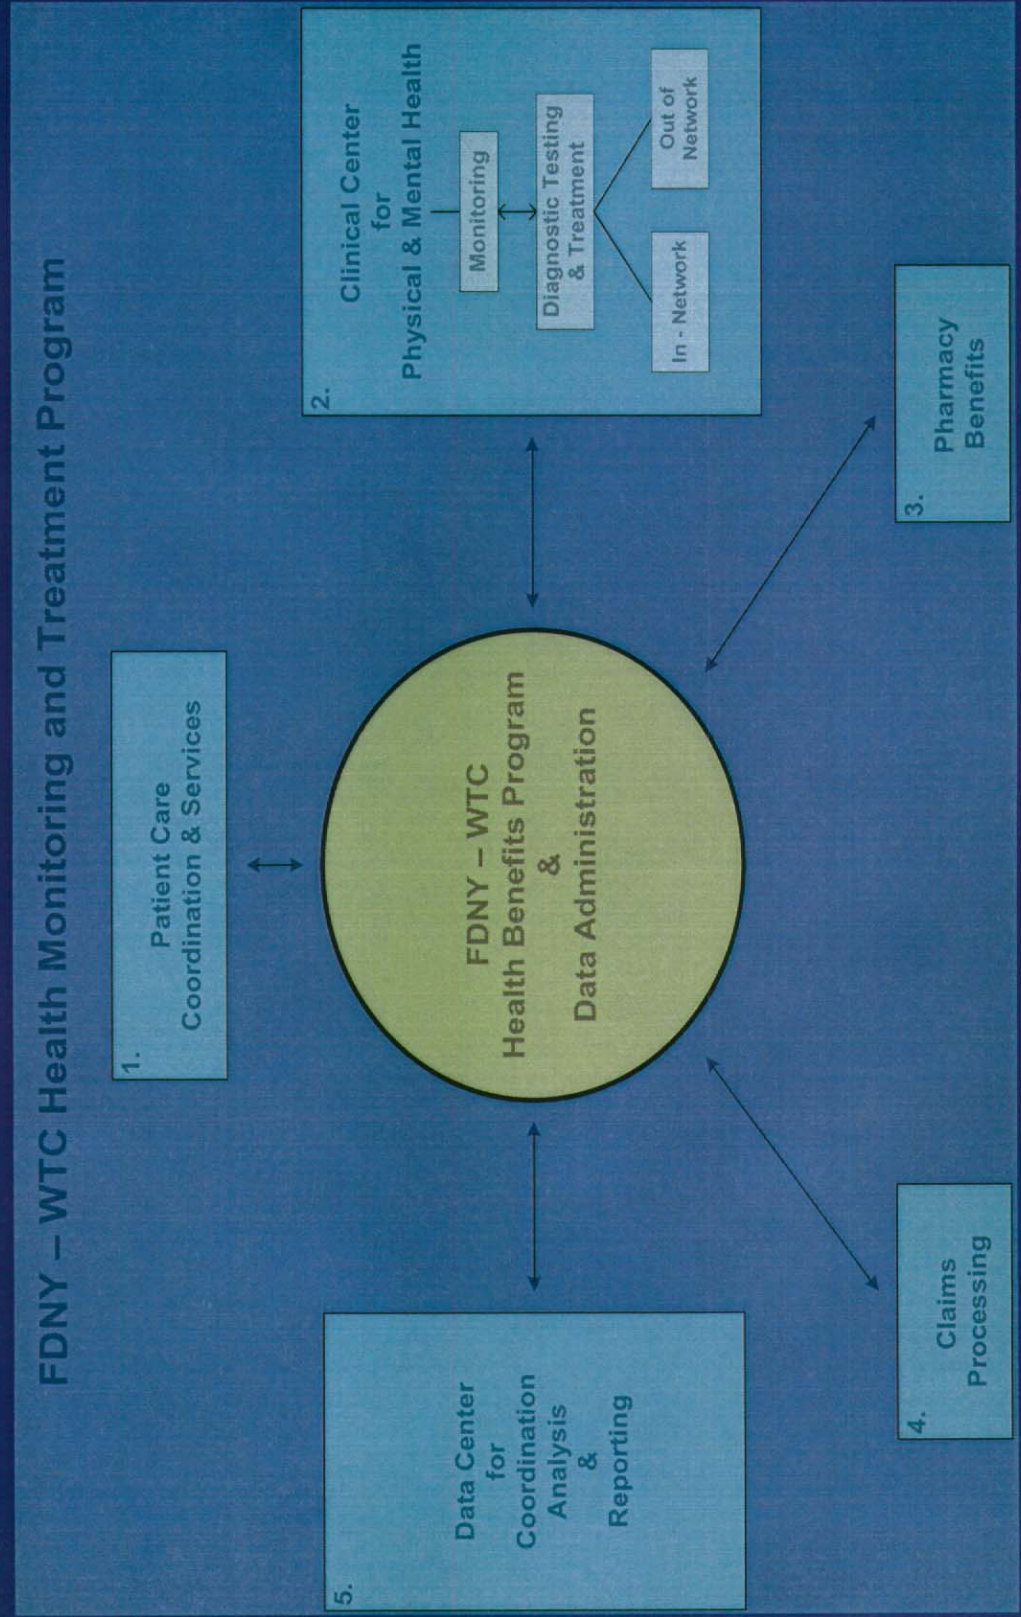 FDNY – WTC Health Monitoring and Treatment Program
1.
Patient Care
Coordination & Services
2.
Clinical Center
for
Physical & Mental Health
Monitoring
Diagnostic Testing
& Treatment
In - Network
Out of
Network
FDNY – WTC
Health Benefits Program
&
Data Administration
3.
Pharmacy
Benefits
4.
Claims
Processing
5.
Data Center
for
Coordination
Analysis
&
Reporting